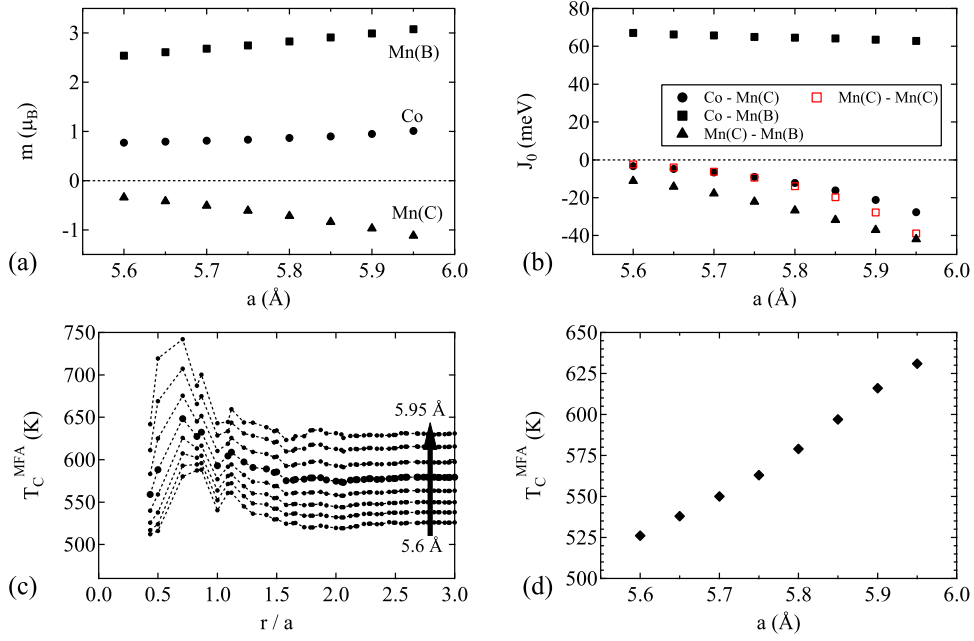 3
2
1
0
-1
m (μB)
Mn(B)
Co
Mn(C)
5.6
5.7
5.8
5.9
6.0
(a)
a (Å)
80
60
40
20
0
-20
-40
J0 (meV)
Co - Mn(C)
Mn(C) - Mn(C)
Co - Mn(B)
Mn(C) - Mn(B)
5.6
5.7
5.8
5.9
6.0
(b)
a (Å)
750
700
650
600
550
500
TC MFA (K)
5.95 Å
5.6 Å
0.0
0.5
1.0
1.5
2.0
2.5
3.0
(c)
r / a
650
625
600
575
550
525
500
TC MFA (K)
5.6
5.7
5.8
5.9
6.0
(d)
a (Å)